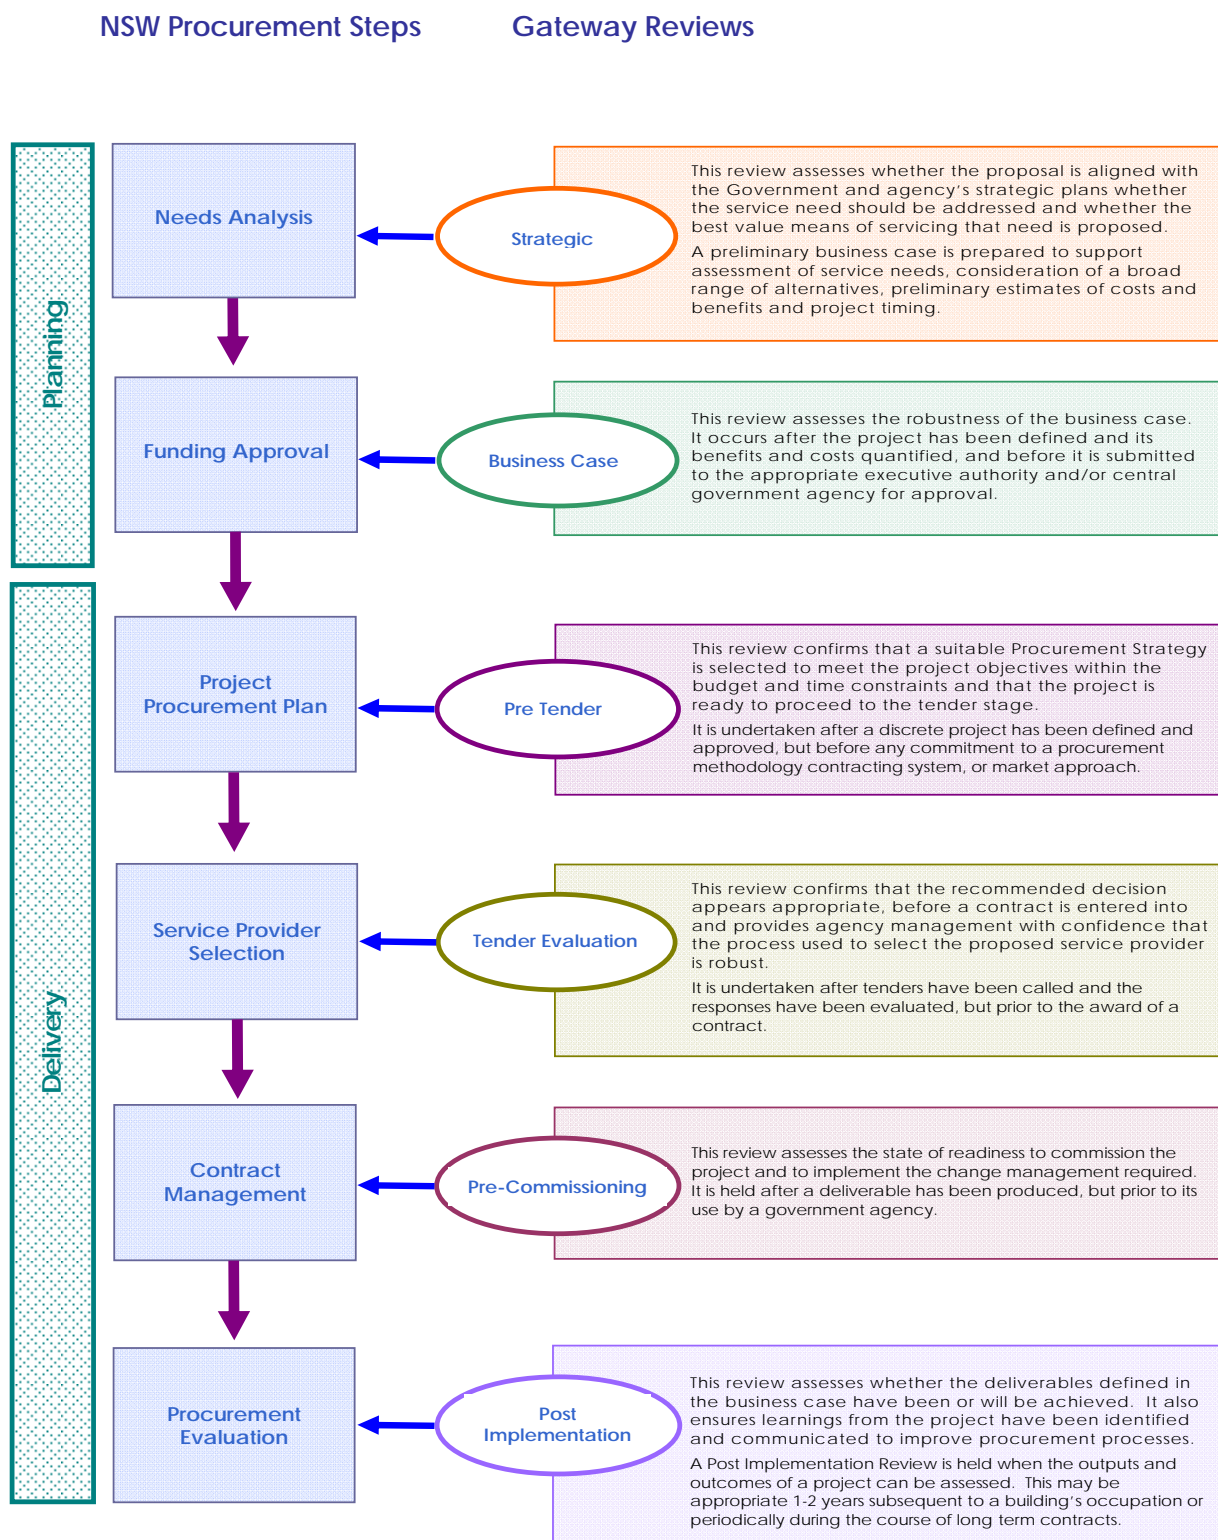 NSW Procurement Steps
Gateway Reviews
Planning
Needs Analysis
Strategic
This review assesses whether the proposal is aligned with
the Government and agency's strategic plans whether
the service need should be addressed and whether the
best value means of servicing that need is proposed.
A preliminary business case is prepared to support
assessment of service needs, consideration of a broad
range of alternatives, preliminary estimates of costs and
benefits and project timing.
Funding Approval
Business Case
This review assesses the robustness of the business case.
It occurs after the project has been defined and its
benefits and costs quantified, and before it is submitted
to the appropriate executive authority and/or central
government agency for approval.
Delivery
Project
Procurement Plan
Pre Tender
This review confirms that a suitable Procurement Strategy
is selected to meet the project objectives within the
budget and time constraints and that the project is
ready to proceed to the tender stage.
It is undertaken after a discrete project has been defined and
approved, but before any commitment to a procurement
methodology contracting system, or market approach.
Service Provider
Selection
Tender Evaluation
This review confirms that the recommended decision
appears appropriate, before a contract is entered into
and provides agency management with confidence that
the process used to select the proposed service provider
is robust.
It is undertaken after tenders have been called and the
responses have been evaluated, but prior to the award of a
contract.
Contract
Management
Pre-Commissioning
This review assesses the state of readiness to commission the
project and to implement the change management required.
It is held after a deliverable has been produced, but prior to its
use by a government agency.
Procurement
Evaluation
Post
Implementation
This review assesses whether the deliverables defined in
the business case have been or will be achieved. It also
ensures learnings from the project have been identified
and communicated to improve procurement processes.
A Post Implementation Review is held when the outputs and
outcomes of a project can be assessed. This may be
appropriate 1-2 years subsequent to a building's occupation or
periodically during the course of long term contracts.